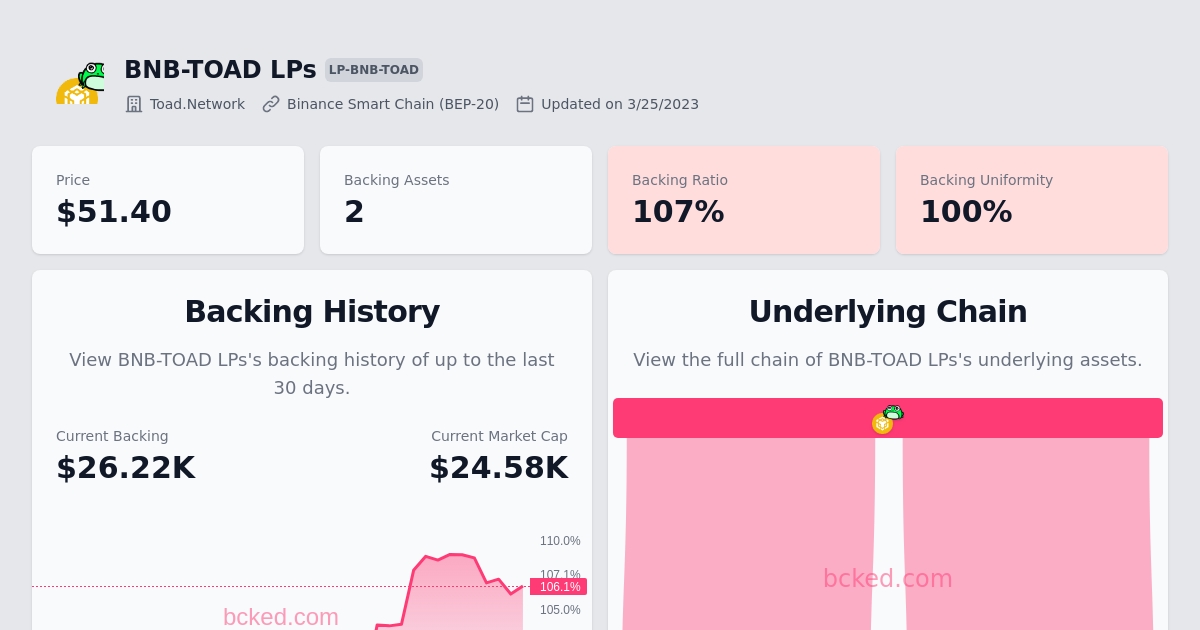 BNB-TOAD LPs LP-BNB-TOAD
Toad.Network Binance Smart Chain (BEP-20) Updated on 3/25/2023
Price
$51.40
Backing Assets
2
Backing Ratio
107%
Backing Uniformity
100%
Backing History
View BNB-TOAD LPs's backing history of up to the last
30 days.
Current Backing
$26.22K
Current Market Cap
$24.58K
110.0%
107.1%
106.1%
105.0%
bcked.com
Underlying Chain
View the full chain of BNB-TOAD LPs's underlying assets.
bcked.com